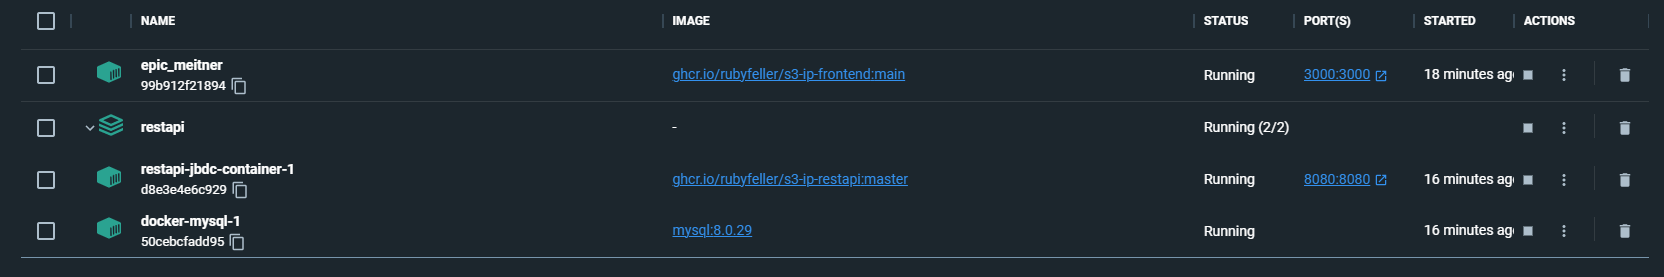 NAME IMAGE STATUS PORT(S) STARTED ACTIONS
epic_meitner
99b912f21894
ghcr.io/rubyfeller/s3-ip-frontend:main Running 3000:3000 18 minutes ag
restapi - Running (2/2)
restapi-jbdc-container-1
d8e3e4e6c929
ghcr.io/rubyfeller/s3-ip-restapi:master Running 8080:8080 16 minutes ag
docker-mysql-1
50cebcfadd95
mysql:8.0.29 Running 16 minutes ag